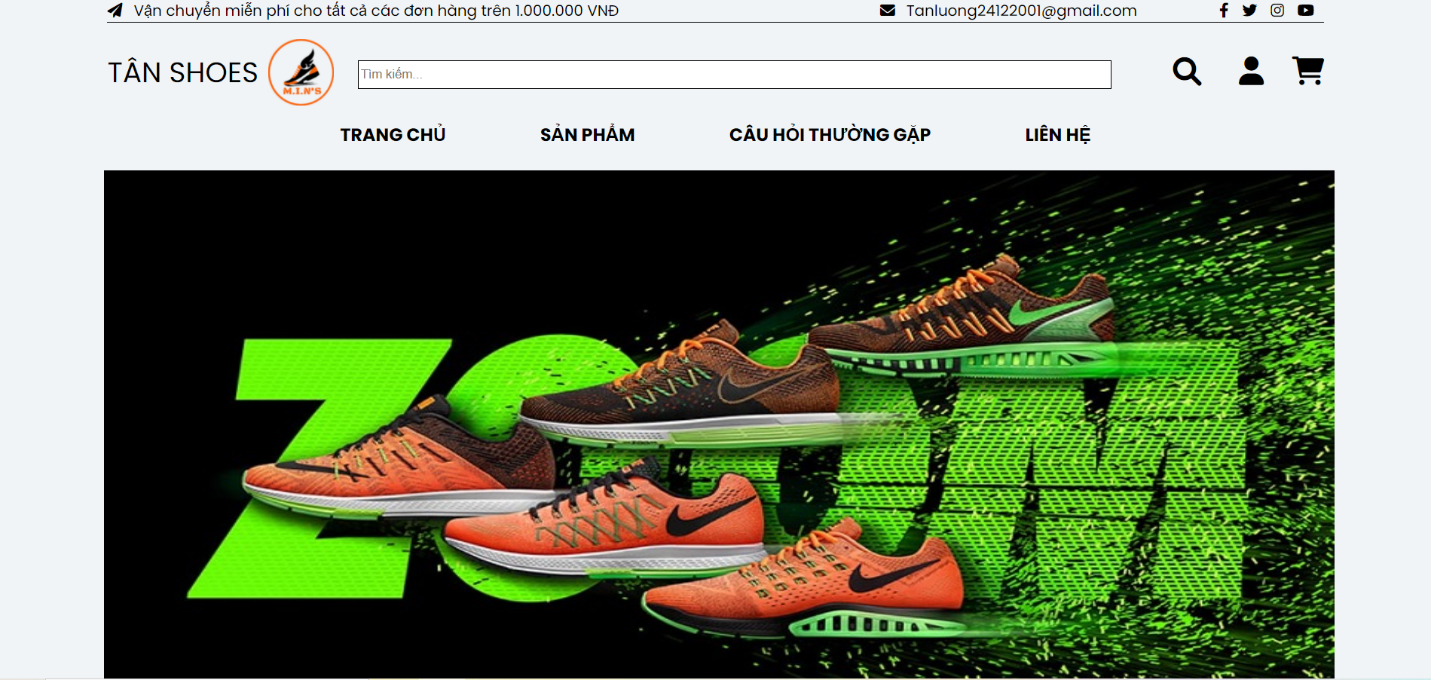 Vận chuyển miễn phí cho tất cả các đơn hàng trên 1.000.000 VNĐ
Tanluong24122001@gmail.com
TÂN SHOES
M.I.N'S
Tìm kiếm...
TRANG CHỦ
SẢN PHẨM
CÂU HỎI THƯỜNG GẶP
LIÊN HỆ
ZOOM